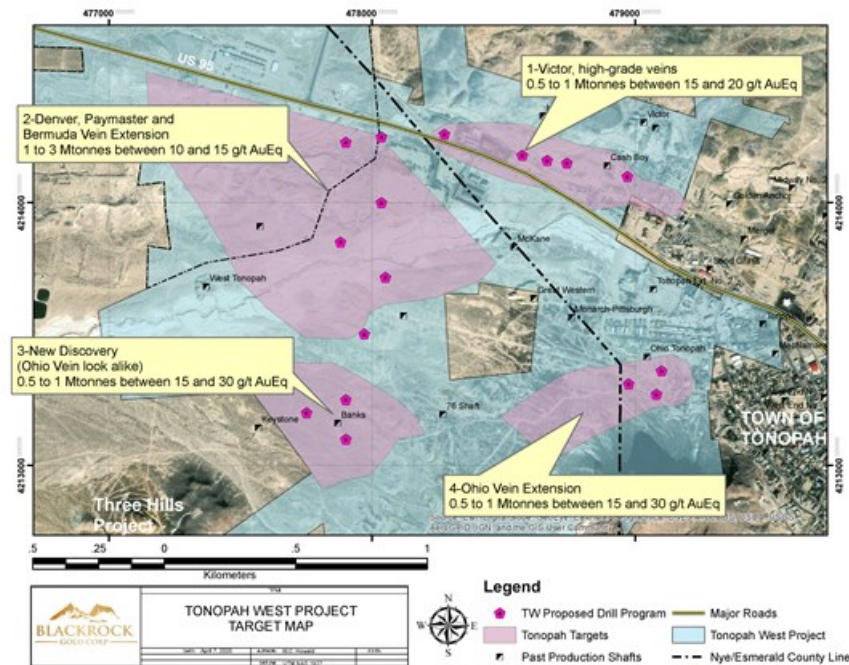 477000
478000
479000
US 95
1-Victor, high-grade veins
0.5 to 1 Mtonnes between 15 and 20 g/t AuEq
2-Denver, Paymaster and
Bermuda Vein Extension
1 to 3 Mtonnes between 10 and 15 g/t AuEq
Victor
Cash Boy
4214000
4214000
McKane
West Tonopah
Great Western
Monarch-Pittsburgh
Ohio Tonopah
3-New Discovery
(Ohio Vein look alike)
0.5 to 1 Mtonnes between 15 and 30 g/t AuEq
Keystone
Banks
76 Shaft
TOWN OF
TONOPAH
4213000
4213000
4-Ohio Vein Extension
0.5 to 1 Mtonnes between 15 and 30 g/t AuEq
Three Hills
Project
.5
.25
0
.5
1
Kilometers
BLACKROCK
GOLD CORP
TONOPAH WEST PROJECT
TARGET MAP
N
W
E
S
Legend
TW Proposed Drill Program
Major Roads
Tonopah Targets
Tonopah West Project
Past Production Shafts
Nye/Esmerald County Line